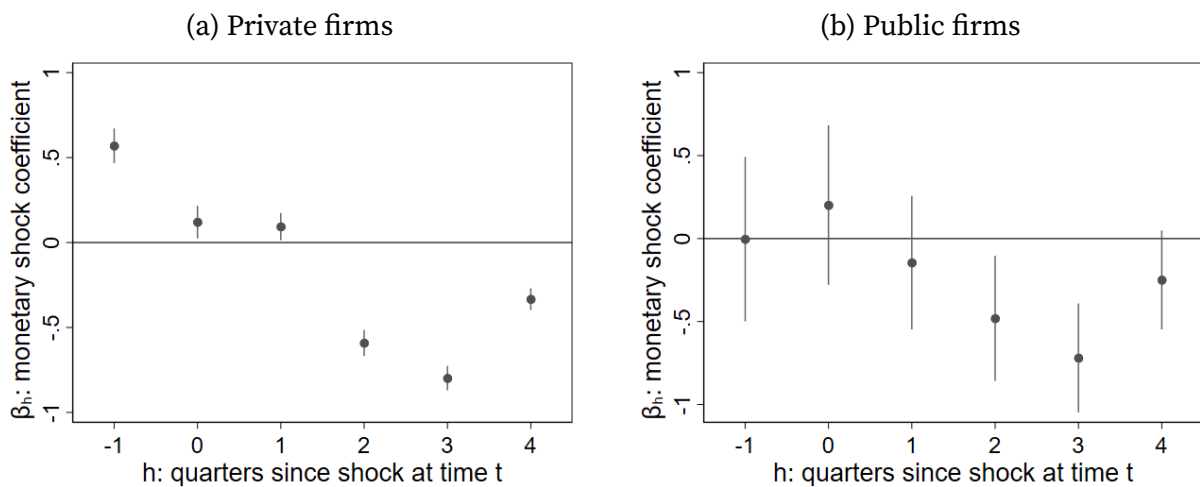 (a) Private firms
βₕ: monetary shock coefficient
1
.5
0
-.5
-1
-1 0 1 2 3 4
h: quarters since shock at time t
(b) Public firms
βₕ: monetary shock coefficient
1
.5
0
-.5
-1
-1 0 1 2 3 4
h: quarters since shock at time t